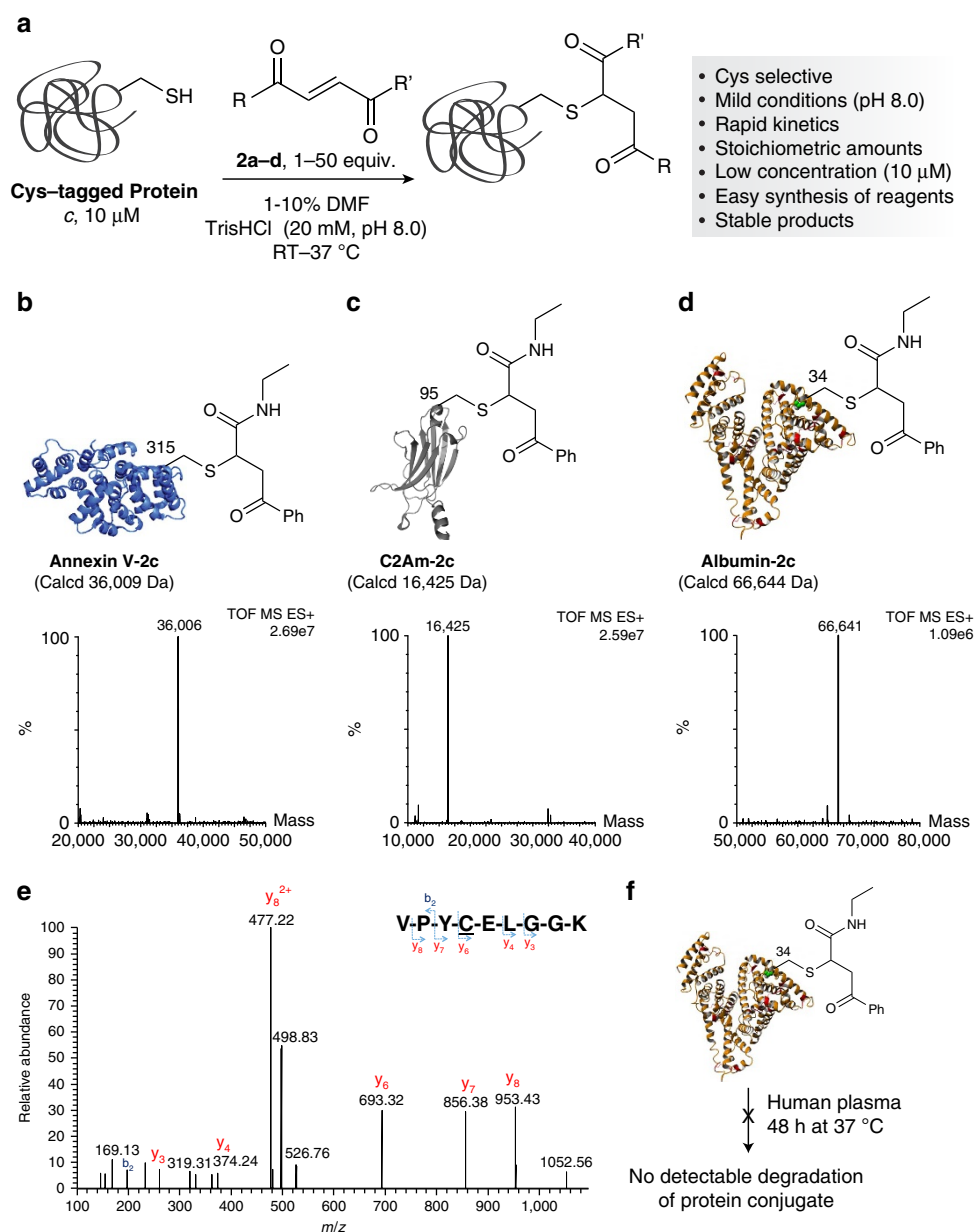 a
O
R
R'
O
SH
2a–d, 1–50 equiv.
1-10% DMF
TrisHCl (20 mM, pH 8.0)
RT–37 °C
Cys–tagged Protein
c, 10 μM
O
R'
S
O
R
• Cys selective
• Mild conditions (pH 8.0)
• Rapid kinetics
• Stoichiometric amounts
• Low concentration (10 μM)
• Easy synthesis of reagents
• Stable products
b
O
NH
315
S
O
Ph
Annexin V-2c
(Calcd 36,009 Da)
36,006
TOF MS ES+
2.69e7
100
%
0
Mass
20,000 30,000 40,000 50,000
c
O
NH
95
S
O
Ph
C2Am-2c
(Calcd 16,425 Da)
16,425
TOF MS ES+
2.59e7
100
%
0
Mass
10,000 20,000 30,000 40,000
d
O
NH
34
S
O
Ph
Albumin-2c
(Calcd 66,644 Da)
66,641
TOF MS ES+
1.09e6
100
%
0
Mass
50,000 60,000 70,000 80,000
e
y8 2+
477.22
b2
V-P-Y-C-E-L-G-G-K
y8 y7 y6 y4 y3
100
90
80
70
60
50
40
30
20
10
0
Relative abundance
498.83
y6
693.32
y7
856.38
y8
953.43
169.13
b2
y3
319.31
y4
374.24
526.76
1052.56
100 200 300 400 500 600 700 800 900 1,000
m/z
f
O
NH
34
S
O
Ph
X
Human plasma
48 h at 37 °C
No detectable degradation
of protein conjugate